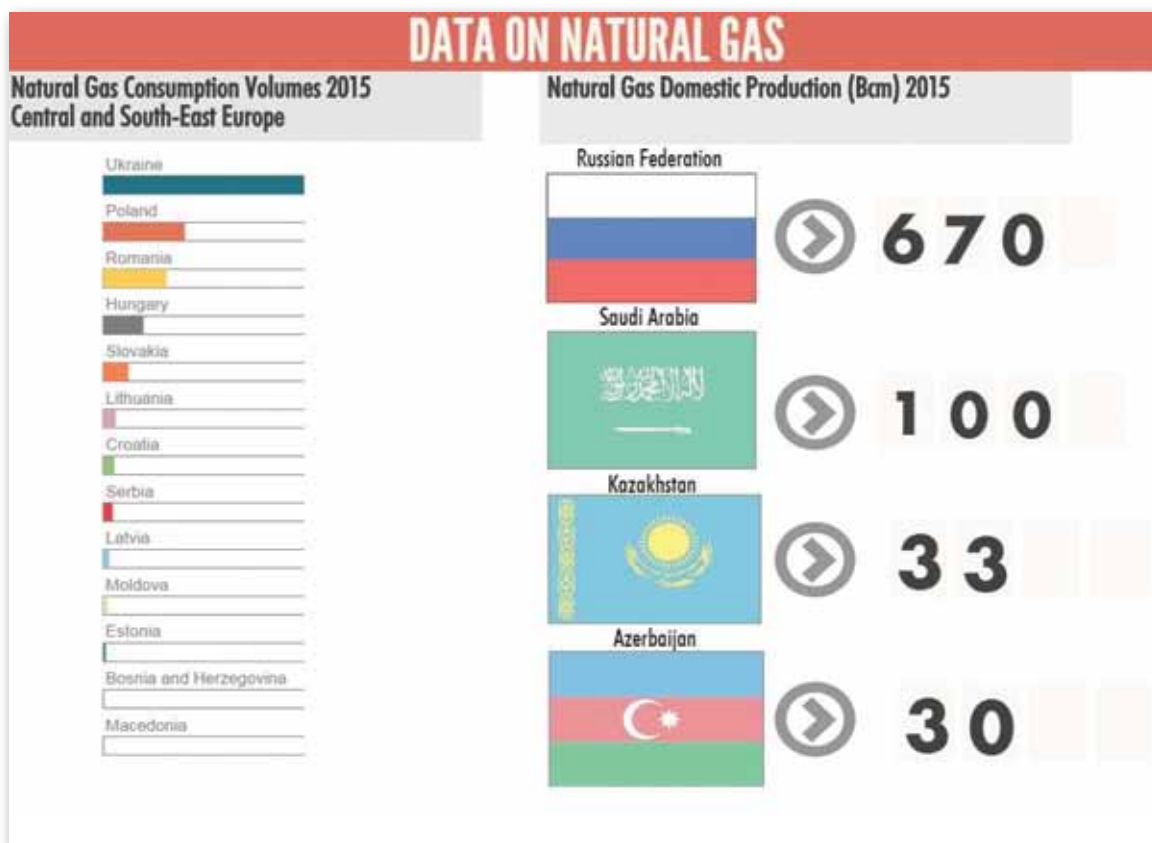 DATA ON NATURAL GAS
Natural Gas Consumption Volumes 2015
Central and South-East Europe
Ukraine
Poland
Romania
Hungary
Slovakia
Lithuania
Croatia
Serbia
Latvia
Moldova
Estonia
Bosnia and Herzegovina
Macedonia
Natural Gas Domestic Production (Bcm) 2015
Russian Federation
670
Saudi Arabia
100
Kazakhstan
33
Azerbaijan
30